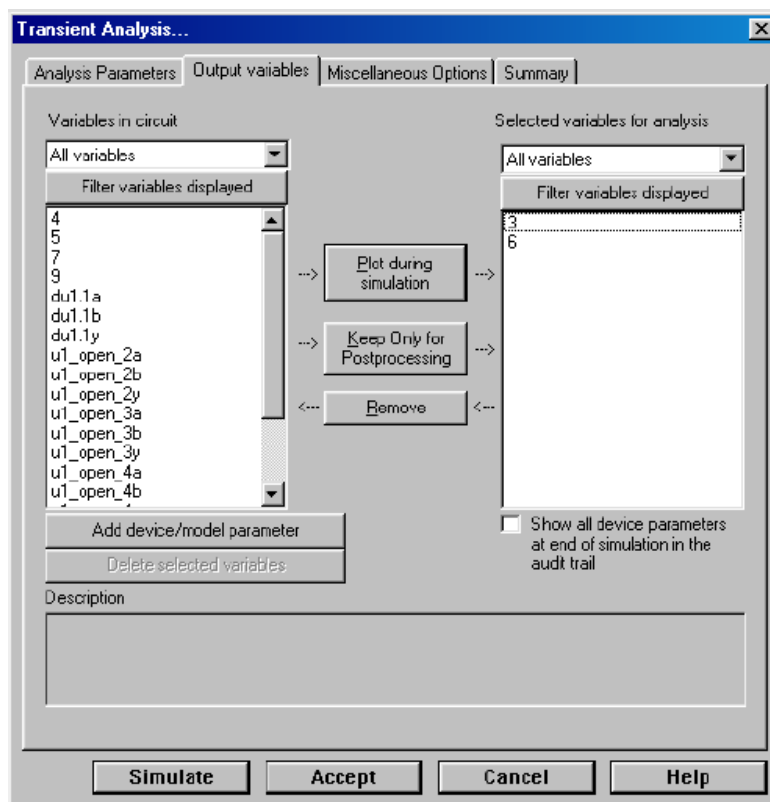 Transient Analysis...
Analysis Parameters
Output variables
Miscellaneous Options
Summary
Variables in circuit
All variables
Filter variables displayed
4
5
7
9
du1.1a
du1.1b
du1.1y
u1_open_2a
u1_open_2b
u1_open_2y
u1_open_3a
u1_open_3b
u1_open_3y
u1_open_4a
u1_open_4b
Add device/model parameter
Delete selected variables
--->
Plot during
simulation
--->
--->
Keep Only for
Postprocessing
--->
<---
Remove
<---
Selected variables for analysis
All variables
Filter variables displayed
3
6
Show all device parameters
at end of simulation in the
audit trail
Description
Simulate
Accept
Cancel
Help